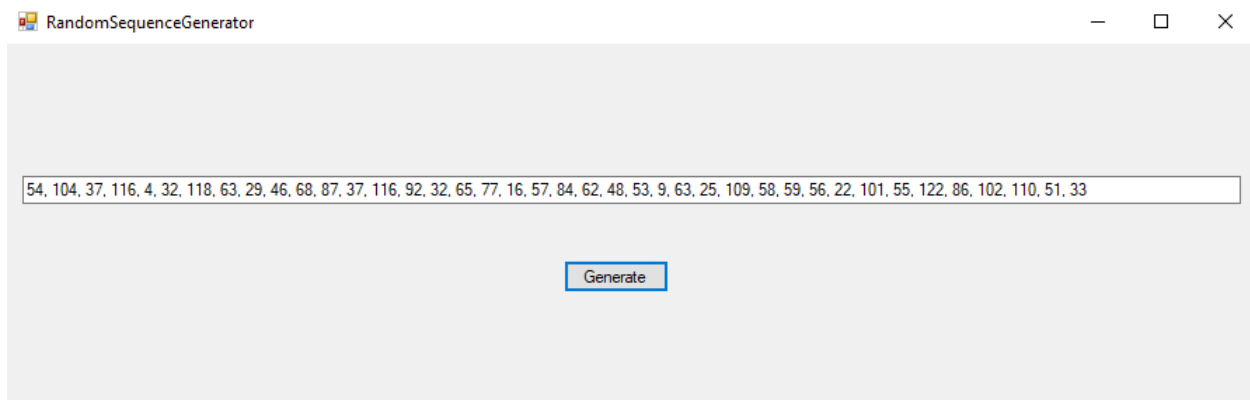 RandomSequenceGenerator
54, 104, 37, 116, 4, 32, 118, 63, 29, 46, 68, 87, 37, 116, 92, 32, 65, 77, 16, 57, 84, 62, 48, 53, 9, 63, 25, 109, 58, 59, 56, 22, 101, 55, 122, 86, 102, 110, 51, 33
Generate